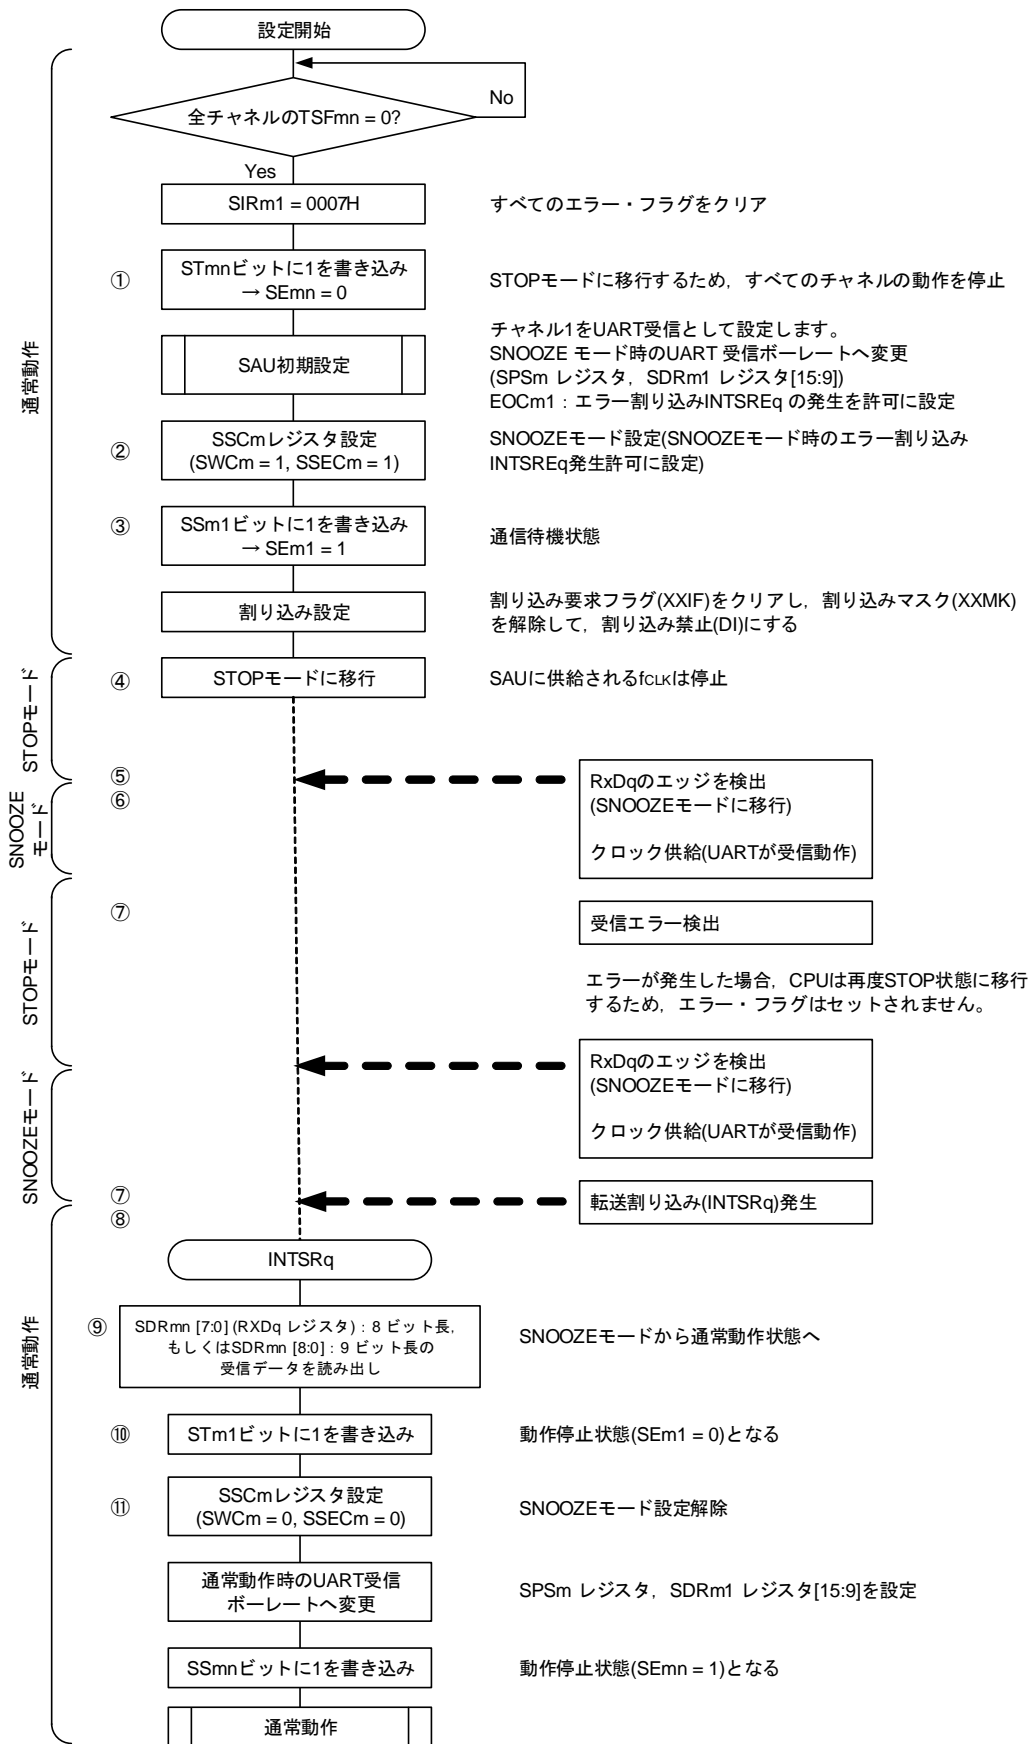 設定開始
全チャネルのTSFmn = 0?
No
Yes
SIRm1 = 0007H
すべてのエラー・フラグをクリア
①
STmnビットに1を書き込み
→ SEmn = 0
STOPモードに移行するため，すべてのチャネルの動作を停止
通常動作
SAU初期設定
チャネル1をUART受信として設定します。
SNOOZE モード時のUART 受信ボーレートへ変更
(SPSm レジスタ，SDRm1 レジスタ[15:9])
EOCm1：エラー割り込みINTSREq の発生を許可に設定
②
SSCmレジスタ設定
(SWCm = 1, SSECm = 1)
SNOOZEモード設定(SNOOZEモード時のエラー割り込み
INTSREq発生許可に設定)
③
SSm1ビットに1を書き込み
→ SEm1 = 1
通信待機状態
割り込み設定
割り込み要求フラグ(XXIF)をクリアし，割り込みマスク(XXMK)
を解除して，割り込み禁止(DI)にする
STOPモード
④
STOPモードに移行
SAUに供給されるfCLKは停止
⑤
⑥
SNOOZE
モード
RxDqのエッジを検出
(SNOOZEモードに移行)
クロック供給(UARTが受信動作)
STOPモード
⑦
受信エラー検出
エラーが発生した場合，CPUは再度STOP状態に移行
するため，エラー・フラグはセットされません。
SNOOZEモード
RxDqのエッジを検出
(SNOOZEモードに移行)
クロック供給(UARTが受信動作)
⑦
⑧
転送割り込み(INTSRq)発生
INTSRq
通常動作
⑨
SDRmn [7:0] (RXDq レジスタ)：8 ビット長，
もしくはSDRmn [8:0]：9 ビット長の
受信データを読み出し
SNOOZEモードから通常動作状態へ
⑩
STm1ビットに1を書き込み
動作停止状態(SEm1 = 0)となる
⑪
SSCmレジスタ設定
(SWCm = 0, SSECm = 0)
SNOOZEモード設定解除
通常動作時のUART受信
ボーレートへ変更
SPSm レジスタ，SDRm1 レジスタ[15:9]を設定
SSmnビットに1を書き込み
動作停止状態(SEmn = 1)となる
通常動作